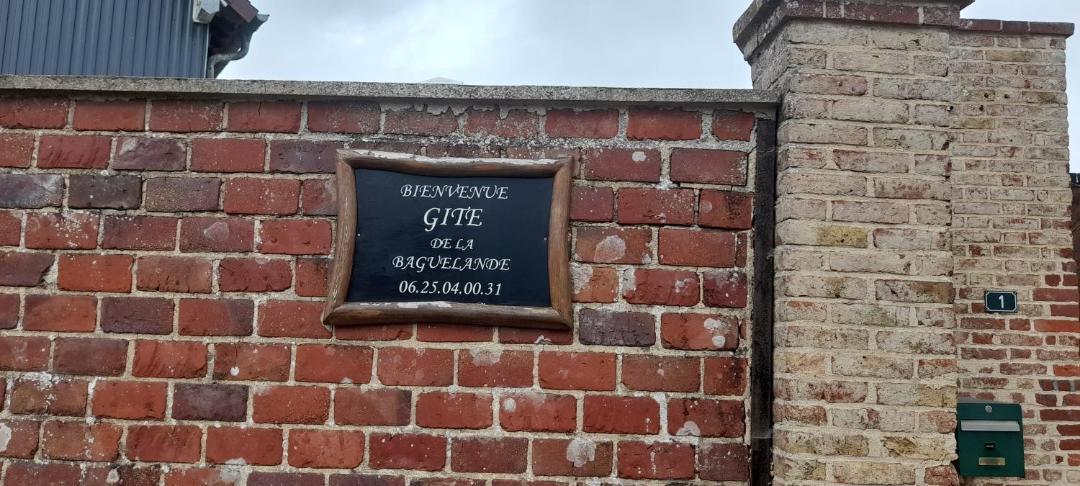 BIENVENUE
GITE
DE LA
BAGUELANDE
06.25.04.00.31
1